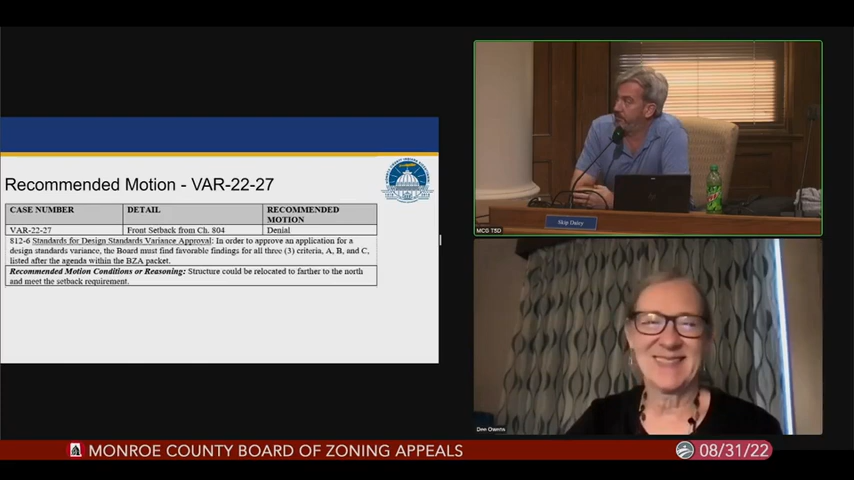 Recommended Motion - VAR-22-27
CASE NUMBER DETAIL RECOMMENDED MOTION
VAR-22-27 Front Setback from Ch. 804 Denial
812-6 Standards for Design Standards Variance Approval: In order to approve an application for a
design standards variance, the Board must find favorable findings for all three (3) criteria, A, B, and C,
listed after the agenda within the BZA packet.
Recommended Motion Conditions or Reasoning: Structure could be relocated to farther to the north
and meet the setback requirement.
Skip Daley
MCG TSD
Dee Owens
MONROE COUNTY BOARD OF ZONING APPEALS
08/31/22